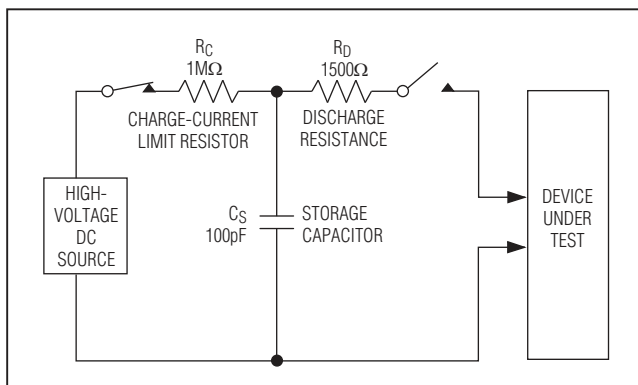 RC
1MΩ
CHARGE-CURRENT
LIMIT RESISTOR
RD
1500Ω
DISCHARGE
RESISTANCE
HIGH-
VOLTAGE
DC
SOURCE
CS
100pF
STORAGE
CAPACITOR
DEVICE
UNDER
TEST